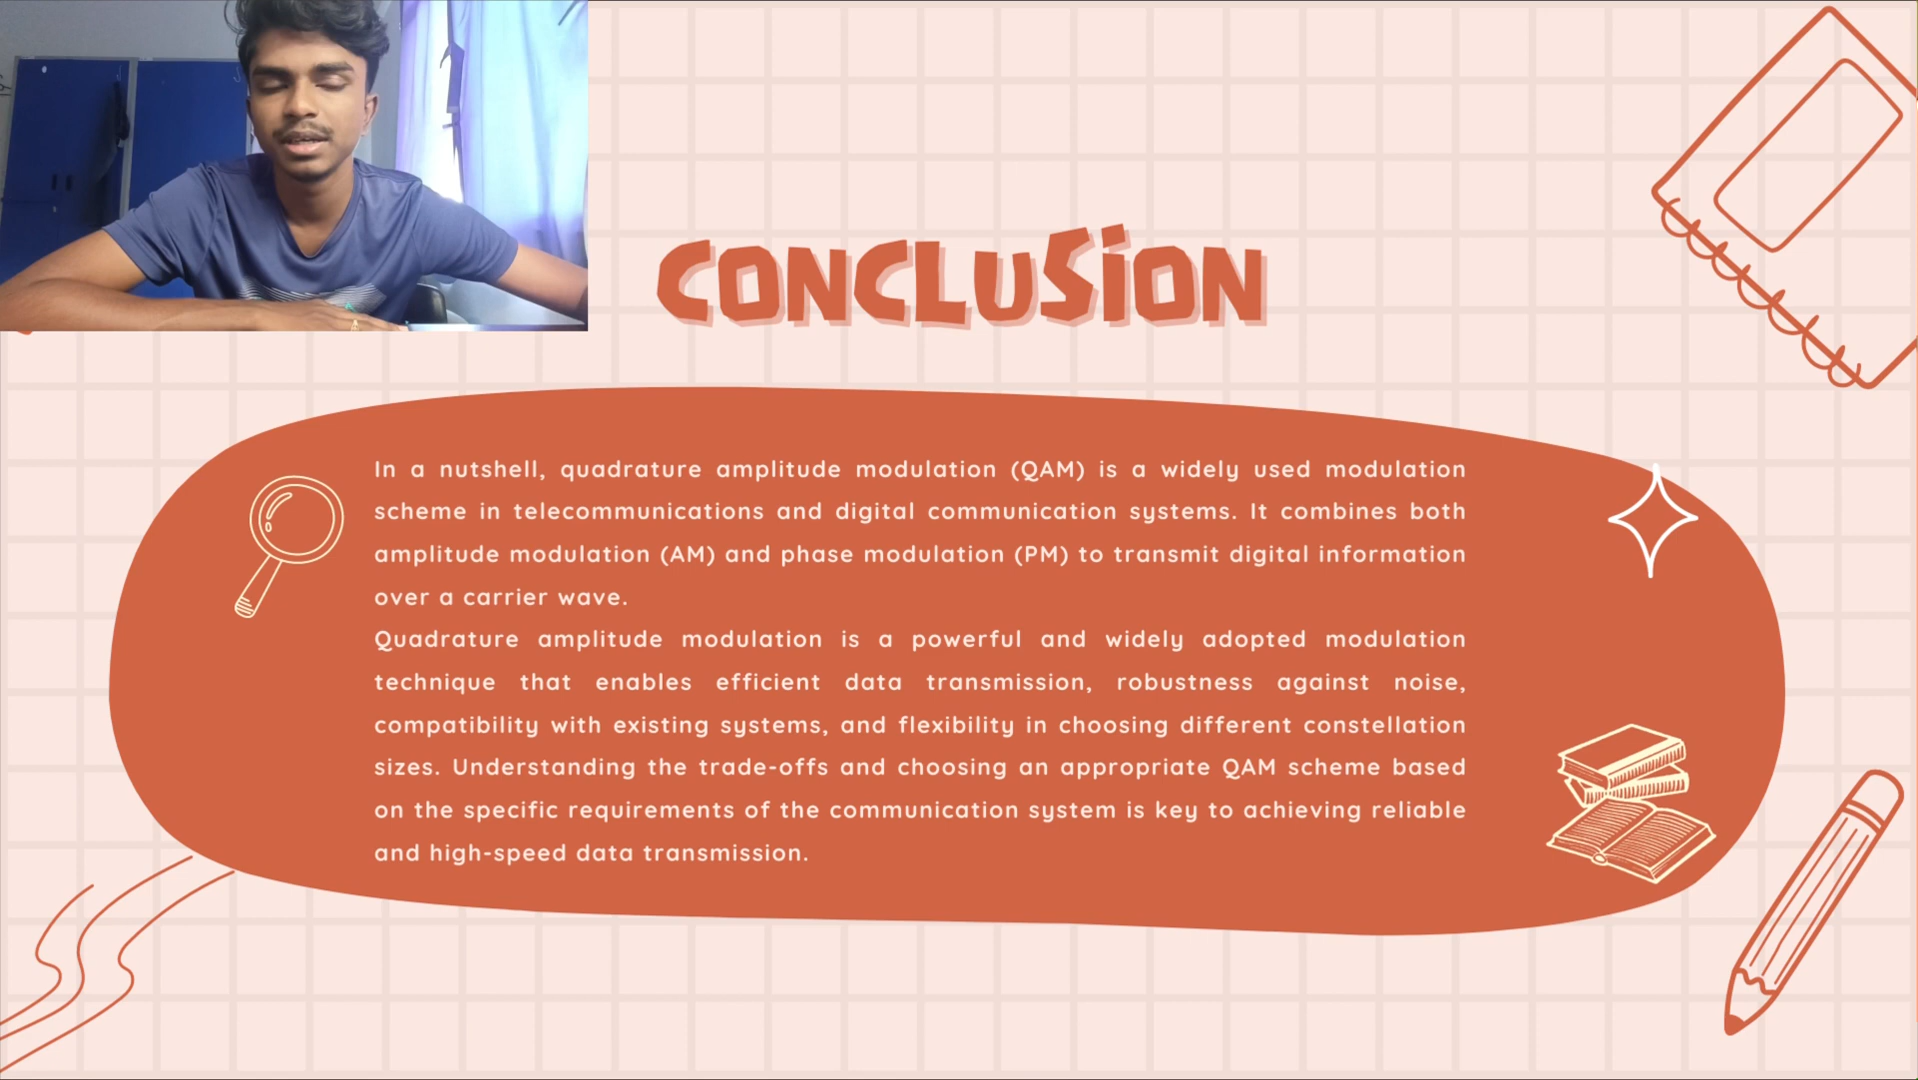 CONCLUSION
In a nutshell, quadrature amplitude modulation (QAM) is a widely used modulation
scheme in telecommunications and digital communication systems. It combines both
amplitude modulation (AM) and phase modulation (PM) to transmit digital information
over a carrier wave.
Quadrature amplitude modulation is a powerful and widely adopted modulation
technique that enables efficient data transmission, robustness against noise,
compatibility with existing systems, and flexibility in choosing different constellation
sizes. Understanding the trade-offs and choosing an appropriate QAM scheme based
on the specific requirements of the communication system is key to achieving reliable
and high-speed data transmission.